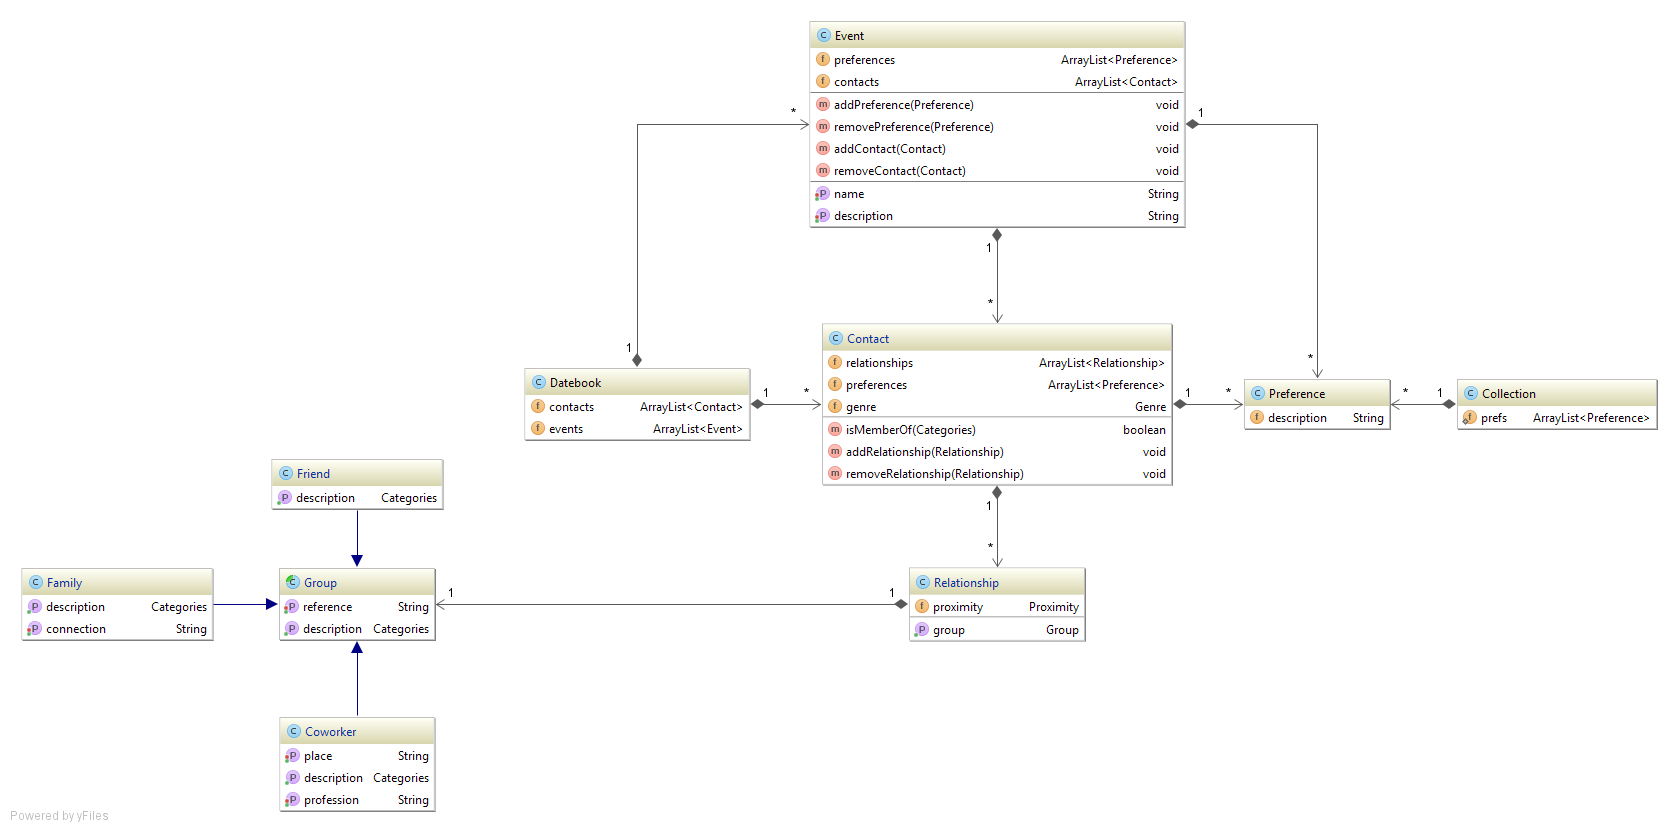 Event
preferences ArrayList<Preference>
contacts ArrayList<Contact>
addPreference(Preference) void
removePreference(Preference) void
addContact(Contact) void
removeContact(Contact) void
name String
description String
*
1
1
*
1
*
1
Datebook
contacts ArrayList<Contact>
events ArrayList<Event>
1
*
Contact
relationships ArrayList<Relationship>
preferences ArrayList<Preference>
genre Genre
isMemberOf(Categories) boolean
addRelationship(Relationship) void
removeRelationship(Relationship) void
1
*
Preference
description String
*
1
Collection
prefs ArrayList<Preference>
1
*
Friend
description Categories
Family
description Categories
connection String
Group
reference String
description Categories
1
1
Relationship
proximity Proximity
group Group
Coworker
place String
description Categories
profession String
Powered by yFiles